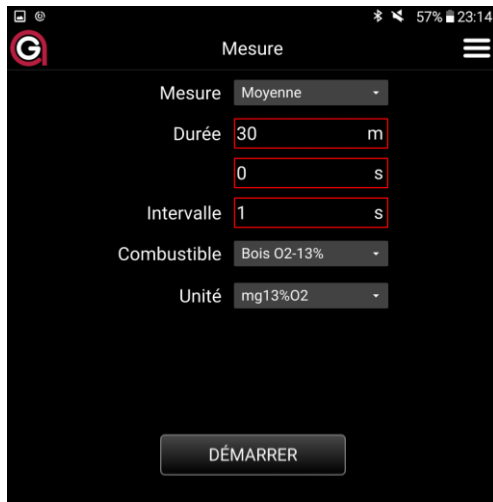 57% 23:14
G
Mesure
Mesure Moyenne
Durée 30 m
0 s
Intervalle 1 s
Combustible Bois O2-13%
Unité mg13%O2
DÉMARRER